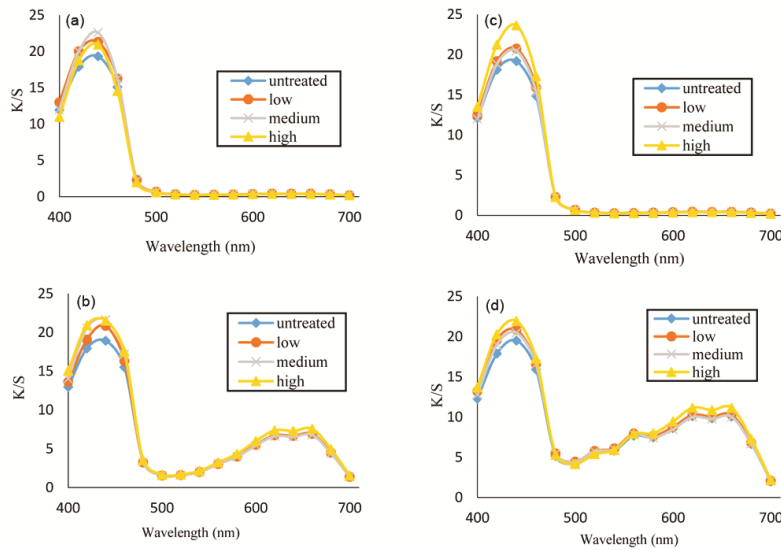 (a)
25
20
15
10
5
0
K/S
untreated
low
medium
high
400 500 600 700
Wavelength (nm)
(c)
25
20
15
10
5
0
K/S
untreated
low
medium
high
400 500 600 700
Wavelength (nm)
(b)
25
20
15
10
5
0
K/S
untreated
low
medium
high
400 500 600 700
Wavelength (nm)
(d)
25
20
15
10
5
0
K/S
untreated
low
medium
high
400 500 600 700
Wavelength (nm)